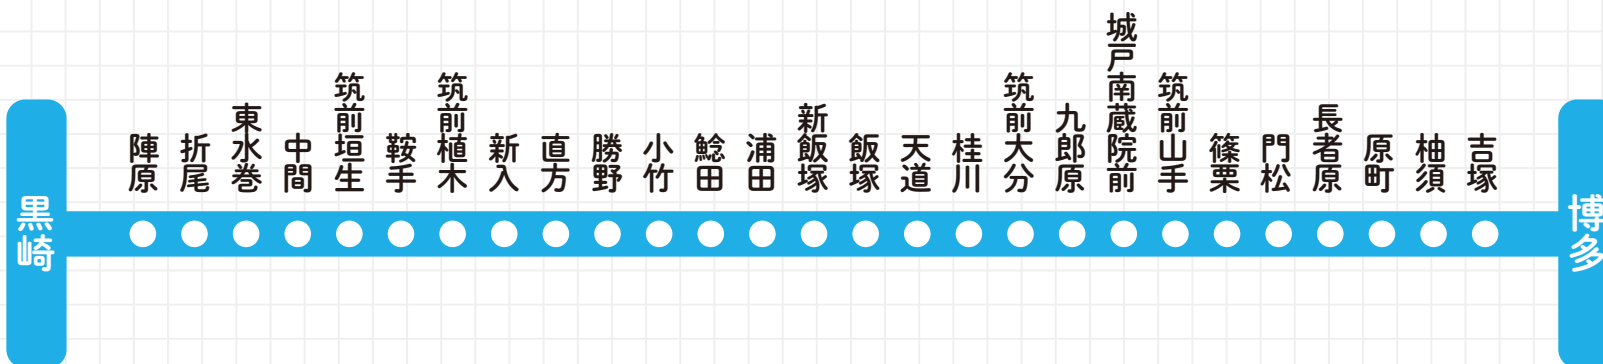 黒崎
陣原
折尾
東水巻
中間
筑前垣生
鞍手
筑前植木
新入
直方
勝野
小竹
鯰田
浦田
新飯塚
飯塚
天道
桂川
筑前大分
九郎原
城戸南蔵院前
筑前山手
篠栗
門松
長者原
原町
柚須
吉塚
博多